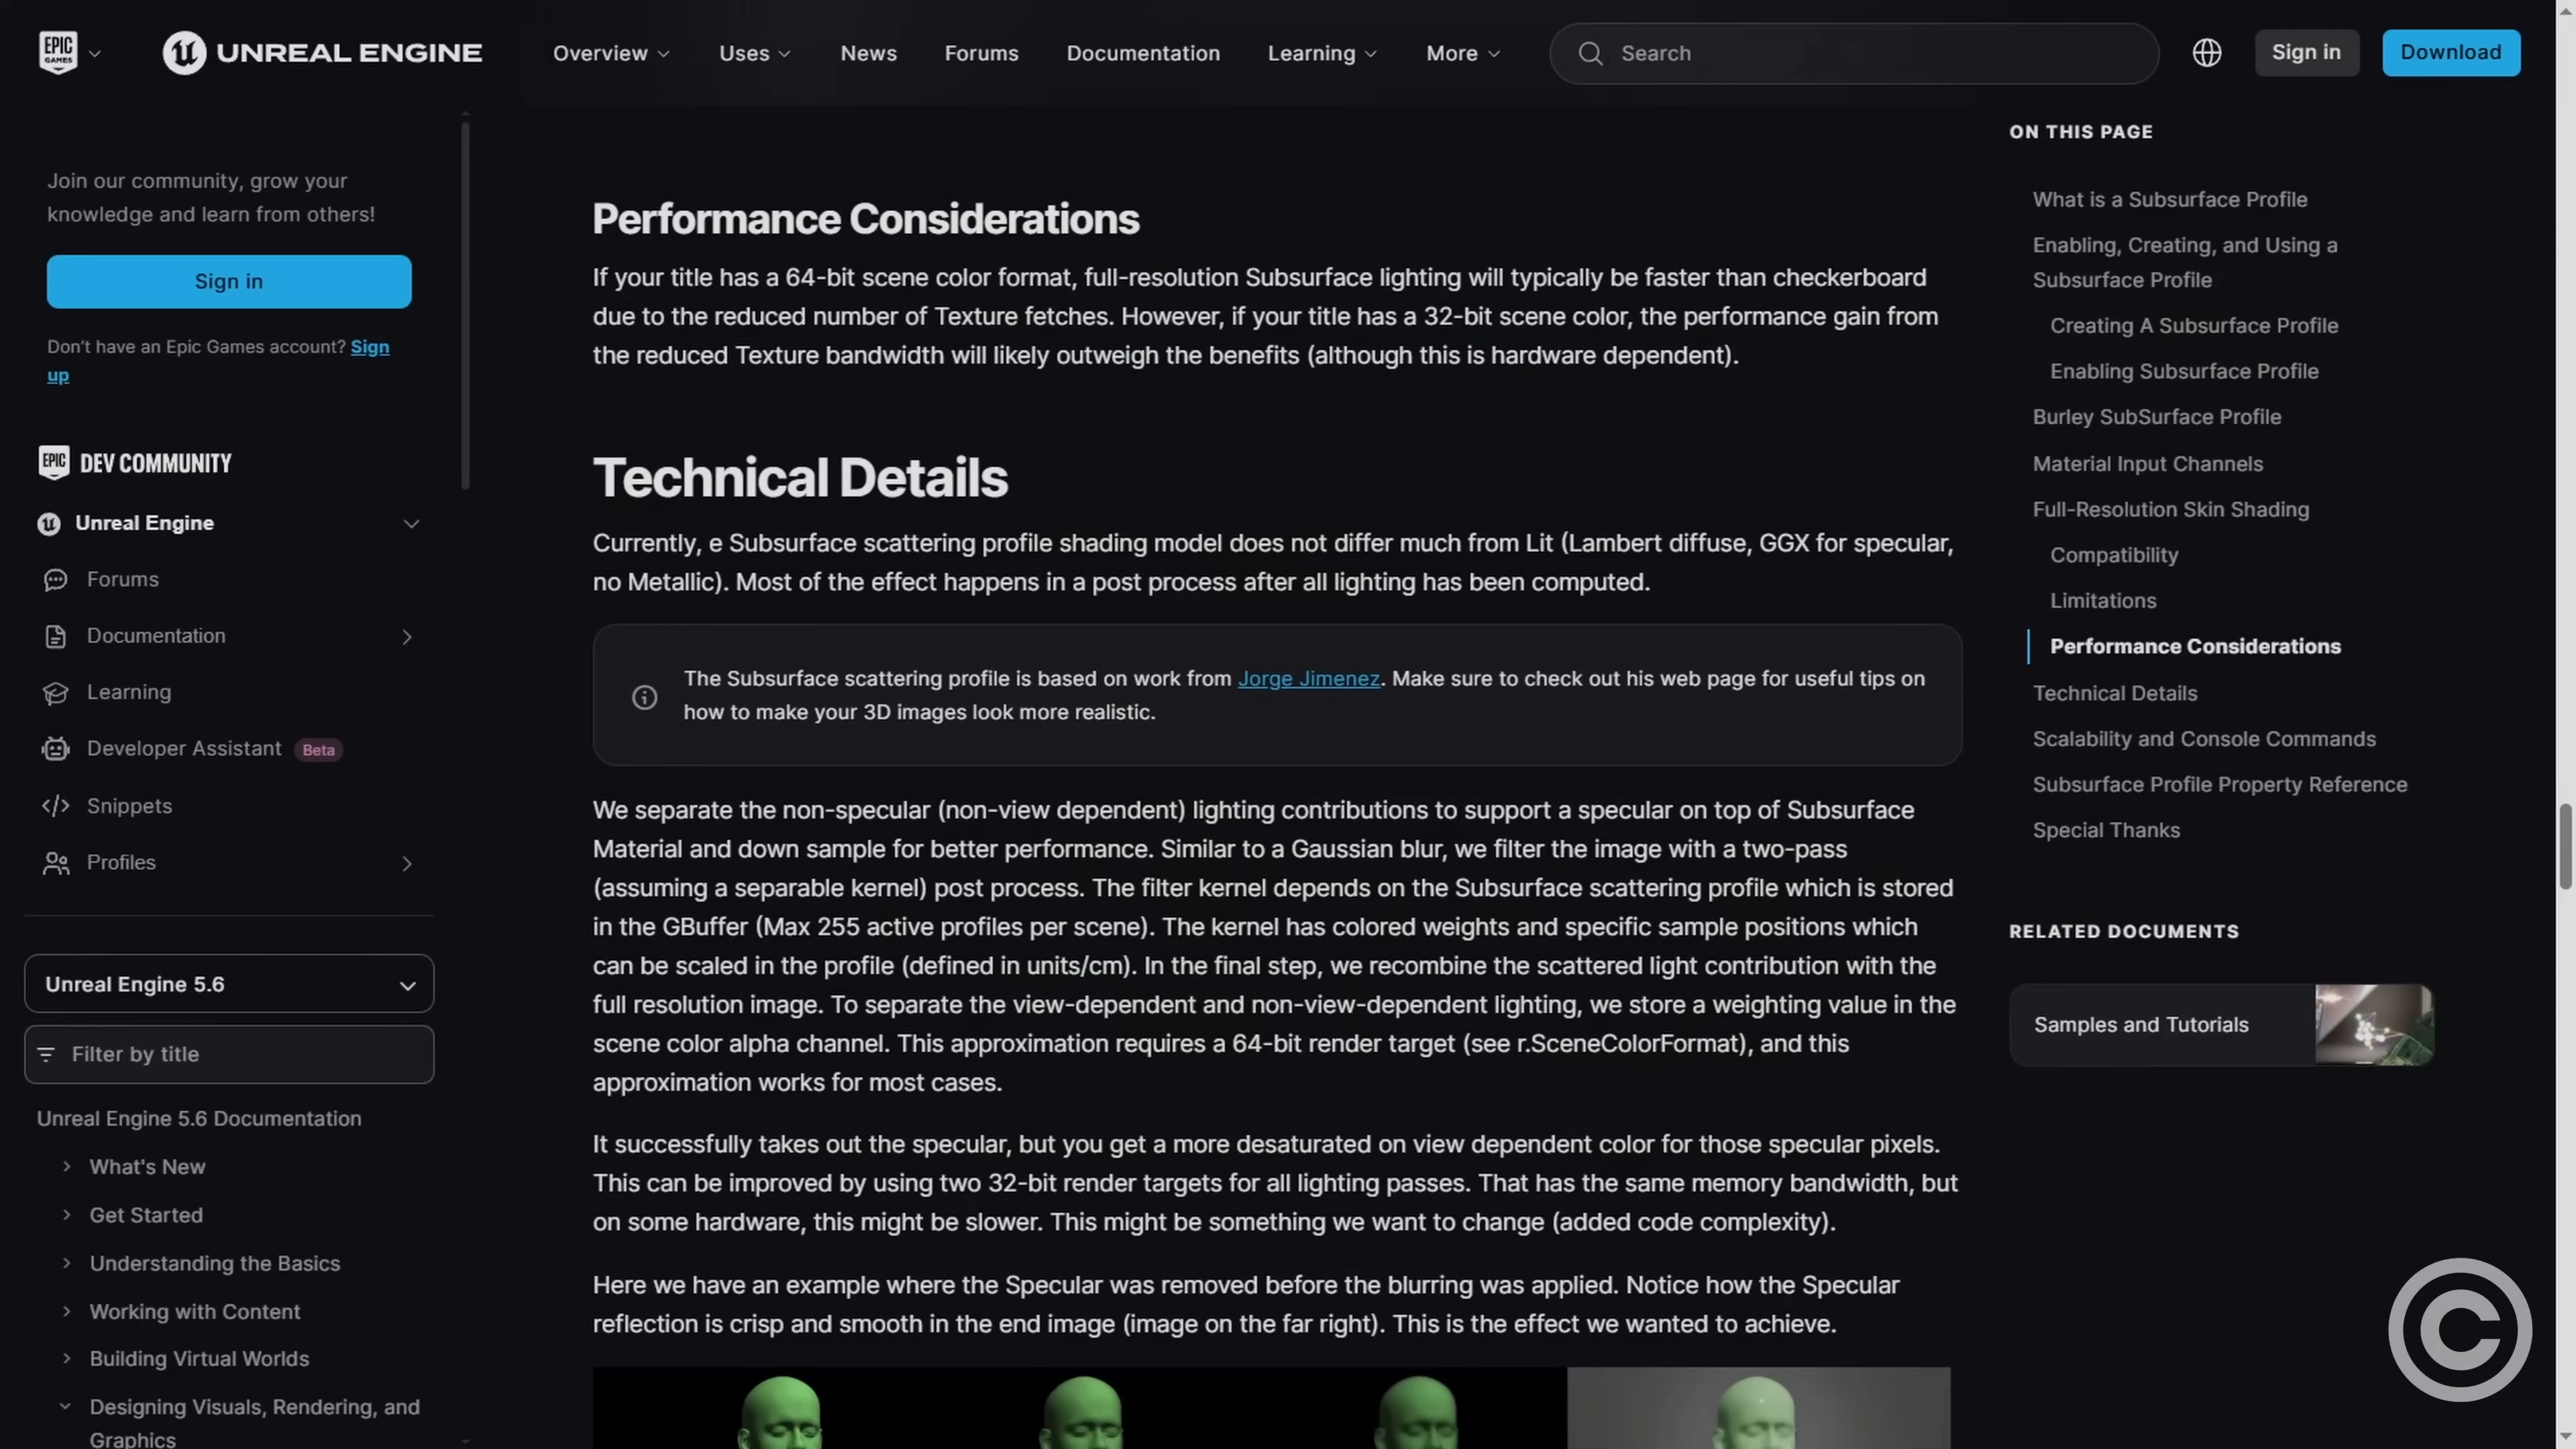 EPIC GAMES
UNREAL ENGINE
Overview
Uses
News
Forums
Documentation
Learning
More
Search
Sign in
Download
Join our community, grow your
knowledge and learn from others!
Sign in
Don't have an Epic Games account? Sign
up
EPIC DEV COMMUNITY
Unreal Engine
Forums
Documentation
Learning
Developer Assistant Beta
Snippets
Profiles
Unreal Engine 5.6
Filter by title
Unreal Engine 5.6 Documentation
What's New
Get Started
Understanding the Basics
Working with Content
Building Virtual Worlds
Designing Visuals, Rendering, and
Graphics
Performance Considerations
If your title has a 64-bit scene color format, full-resolution Subsurface lighting will typically be faster than checkerboard
due to the reduced number of Texture fetches. However, if your title has a 32-bit scene color, the performance gain from
the reduced Texture bandwidth will likely outweigh the benefits (although this is hardware dependent).
Technical Details
Currently, e Subsurface scattering profile shading model does not differ much from Lit (Lambert diffuse, GGX for specular,
no Metallic). Most of the effect happens in a post process after all lighting has been computed.
The Subsurface scattering profile is based on work from Jorge Jimenez. Make sure to check out his web page for useful tips on
how to make your 3D images look more realistic.
We separate the non-specular (non-view dependent) lighting contributions to support a specular on top of Subsurface
Material and down sample for better performance. Similar to a Gaussian blur, we filter the image with a two-pass
(assuming a separable kernel) post process. The filter kernel depends on the Subsurface scattering profile which is stored
in the GBuffer (Max 255 active profiles per scene). The kernel has colored weights and specific sample positions which
can be scaled in the profile (defined in units/cm). In the final step, we recombine the scattered light contribution with the
full resolution image. To separate the view-dependent and non-view-dependent lighting, we store a weighting value in the
scene color alpha channel. This approximation requires a 64-bit render target (see r.SceneColorFormat), and this
approximation works for most cases.
It successfully takes out the specular, but you get a more desaturated on view dependent color for those specular pixels.
This can be improved by using two 32-bit render targets for all lighting passes. That has the same memory bandwidth, but
on some hardware, this might be slower. This might be something we want to change (added code complexity).
Here we have an example where the Specular was removed before the blurring was applied. Notice how the Specular
reflection is crisp and smooth in the end image (image on the far right). This is the effect we wanted to achieve.
ON THIS PAGE
What is a Subsurface Profile
Enabling, Creating, and Using a
Subsurface Profile
Creating A Subsurface Profile
Enabling Subsurface Profile
Burley SubSurface Profile
Material Input Channels
Full-Resolution Skin Shading
Compatibility
Limitations
Performance Considerations
Technical Details
Scalability and Console Commands
Subsurface Profile Property Reference
Special Thanks
RELATED DOCUMENTS
Samples and Tutorials
©